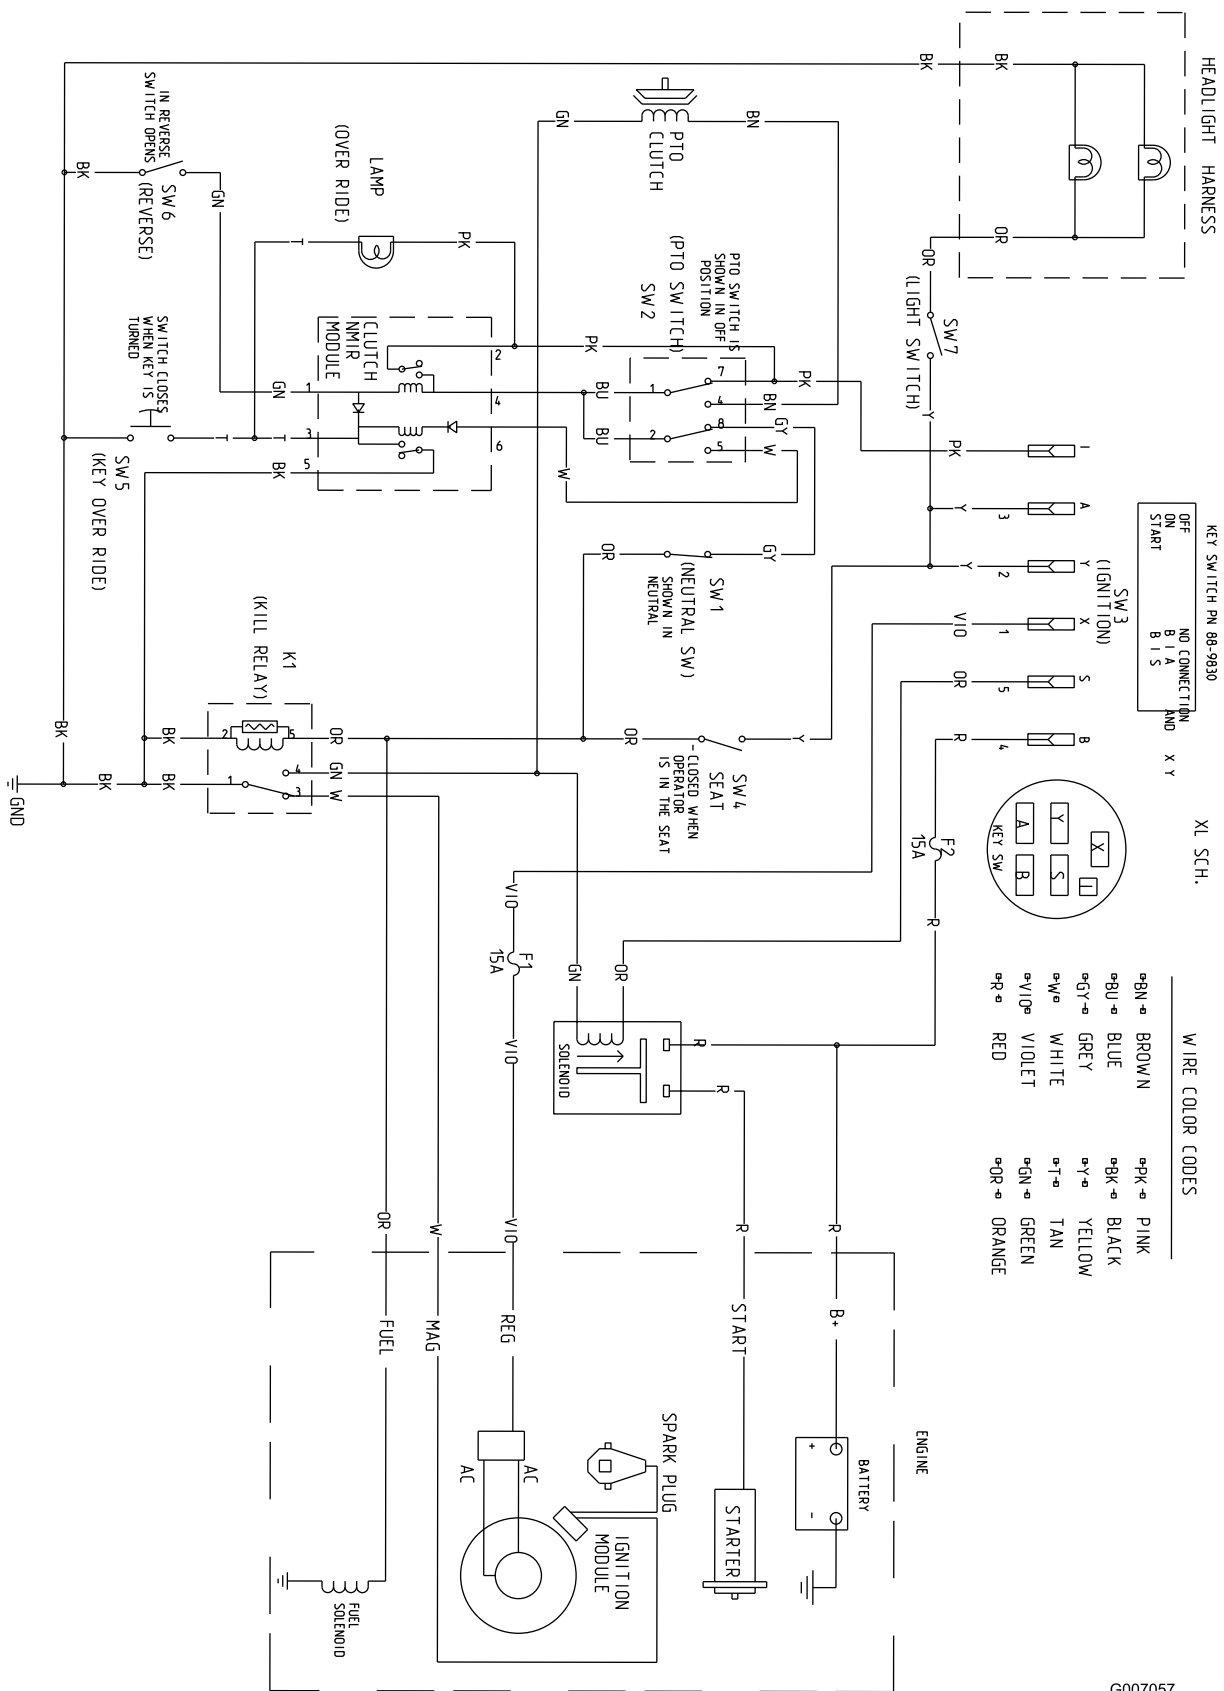 HEADLIGHT HARNESS
BK
BK
OR
OR
SW7
(LIGHT SWITCH)
Y
KEY SWITCH PN 88-9830
OFF NO CONNECTION
ON B I A AND X Y
START B I S
SW3
(IGNITION)
I
PK
A
3
Y
Y
2
Y
X
1
VIO
S
5
OR
B
4
R
XL SCH.
X
I
Y
S
A
B
KEY SW
F2
15A
R
WIRE COLOR CODES
BN BROWN
BU BLUE
GY GREY
W WHITE
VIO VIOLET
R RED
PK PINK
BK BLACK
Y YELLOW
T TAN
GN GREEN
OR ORANGE
PTO
CLUTCH
GN
BN
PTO SWITCH IS
SHOWN IN OFF
POSITION
(PTO SWITCH)
SW2
1
2
7
4
8
5
PK
BN
GY
W
BU
BU
PK
W
LAMP
(OVER RIDE)
T
PK
IN REVERSE
SWITCH OPENS
SW6
(REVERSE)
BK
GN
SWITCH CLOSES
WHEN KEY IS
TURNED
SW5
(KEY OVER RIDE)
T
T
BK
GN
CLUTCH
NMIR
MODULE
1
3
5
2
4
6
SW1
(NEUTRAL SW)
SHOWN IN
NEUTRAL
OR
GY
SW4
SEAT
- CLOSED WHEN
OPERATOR
IS IN THE SEAT
OR
Y
K1
(KILL RELAY)
2
5
1
4
3
BK
BK
OR
GN
W
BK
BK
GND
VIO
F1
15A
VIO
VIO
GN
OR
SOLENOID
R
R
OR
W
R
R
ENGINE
FUEL
MAG
REG
START
B+
AC
AC
SPARK PLUG
IGNITION
MODULE
STARTER
BATTERY
+
-
FUEL
SOLENOID
G007057